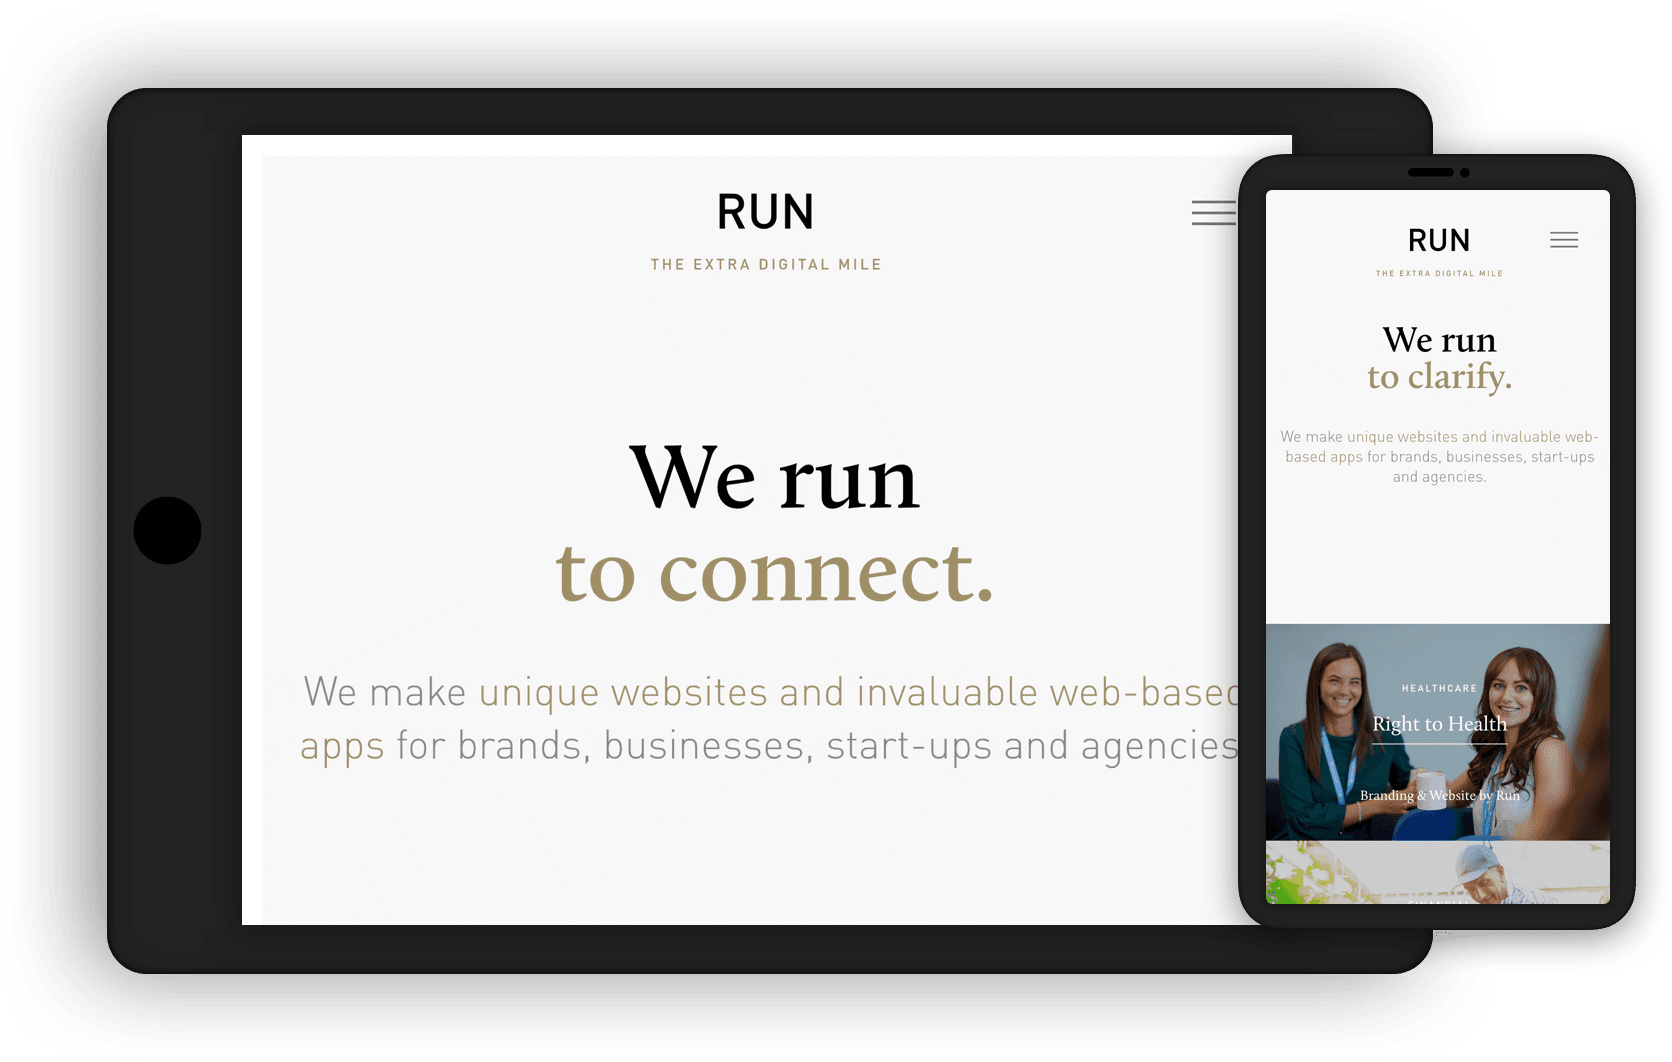 RUN
THE EXTRA DIGITAL MILE
We run
to connect.
We make unique websites and invaluable web-based
apps for brands, businesses, start-ups and agencies
RUN
THE EXTRA DIGITAL MILE
We run
to clarify.
We make unique websites and invaluable web-
based apps for brands, businesses, start-ups
and agencies.
HEALTHCARE
Right to Health
Branding & Website by Run
FINANCIAL